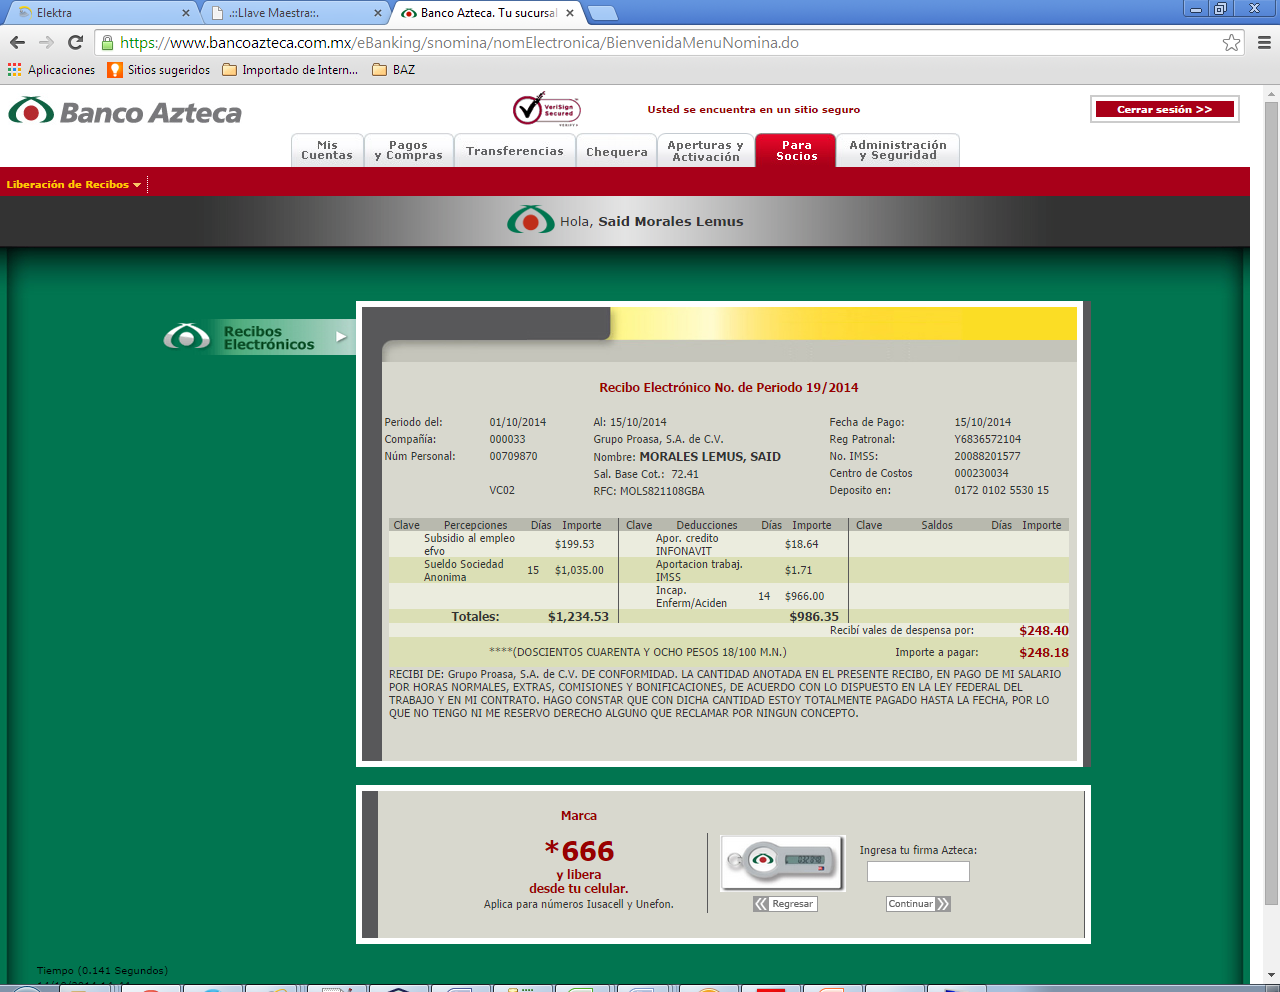 Elektra
.::Llave Maestra::.
Banco Azteca. Tu sucursal
https://www.bancoazteca.com.mx/eBanking/snomina/nomElectronica/BienvenidaMenuNomina.do
Aplicaciones Sitios sugeridos Importado de Intern... BAZ
Banco Azteca
VeriSign Secured
VERIFY
Usted se encuentra en un sitio seguro
Cerrar sesión >>
Mis Cuentas
Pagos y Compras
Transferencias
Chequera
Aperturas y Activación
Para Socios
Administración y Seguridad
Liberación de Recibos
Hola, Said Morales Lemus
Recibos
Electrónicos
Recibo Electrónico No. de Periodo 19/2014
Periodo del: 01/10/2014 Al: 15/10/2014 Fecha de Pago: 15/10/2014
Compañía: 000033 Grupo Proasa, S.A. de C.V. Reg Patronal: Y6836572104
Núm Personal: 00709870 Nombre: MORALES LEMUS, SAID No. IMSS: 20088201577
Sal. Base Cot.: 72.41 Centro de Costos 000230034
VC02 RFC: MOLS821108GBA Deposito en: 0172 0102 5530 15
Clave Percepciones Días Importe Clave Deducciones Días Importe Clave Saldos Días Importe
Subsidio al empleo efvo $199.53 Apor. credito INFONAVIT $18.64
Sueldo Sociedad Anonima 15 $1,035.00 Aportacion trabaj. IMSS $1.71
Incap. Enferm/Aciden 14 $966.00
Totales: $1,234.53 $986.35
Recibí vales de despensa por: $248.40
****(DOSCIENTOS CUARENTA Y OCHO PESOS 18/100 M.N.) Importe a pagar: $248.18
RECIBI DE: Grupo Proasa, S.A. de C.V. DE CONFORMIDAD. LA CANTIDAD ANOTADA EN EL PRESENTE RECIBO, EN PAGO DE MI SALARIO
POR HORAS NORMALES, EXTRAS, COMISIONES Y BONIFICACIONES, DE ACUERDO CON LO DISPUESTO EN LA LEY FEDERAL DEL
TRABAJO Y EN MI CONTRATO. HAGO CONSTAR QUE CON DICHA CANTIDAD ESTOY TOTALMENTE PAGADO HASTA LA FECHA, POR LO
QUE NO TENGO NI ME RESERVO DERECHO ALGUNO QUE RECLAMAR POR NINGUN CONCEPTO.
Marca
*666
y libera
desde tu celular.
Aplica para números Iusacell y Unefon.
Ingresa tu firma Azteca:
Regresar
Continuar
Tiempo (0.141 Segundos)